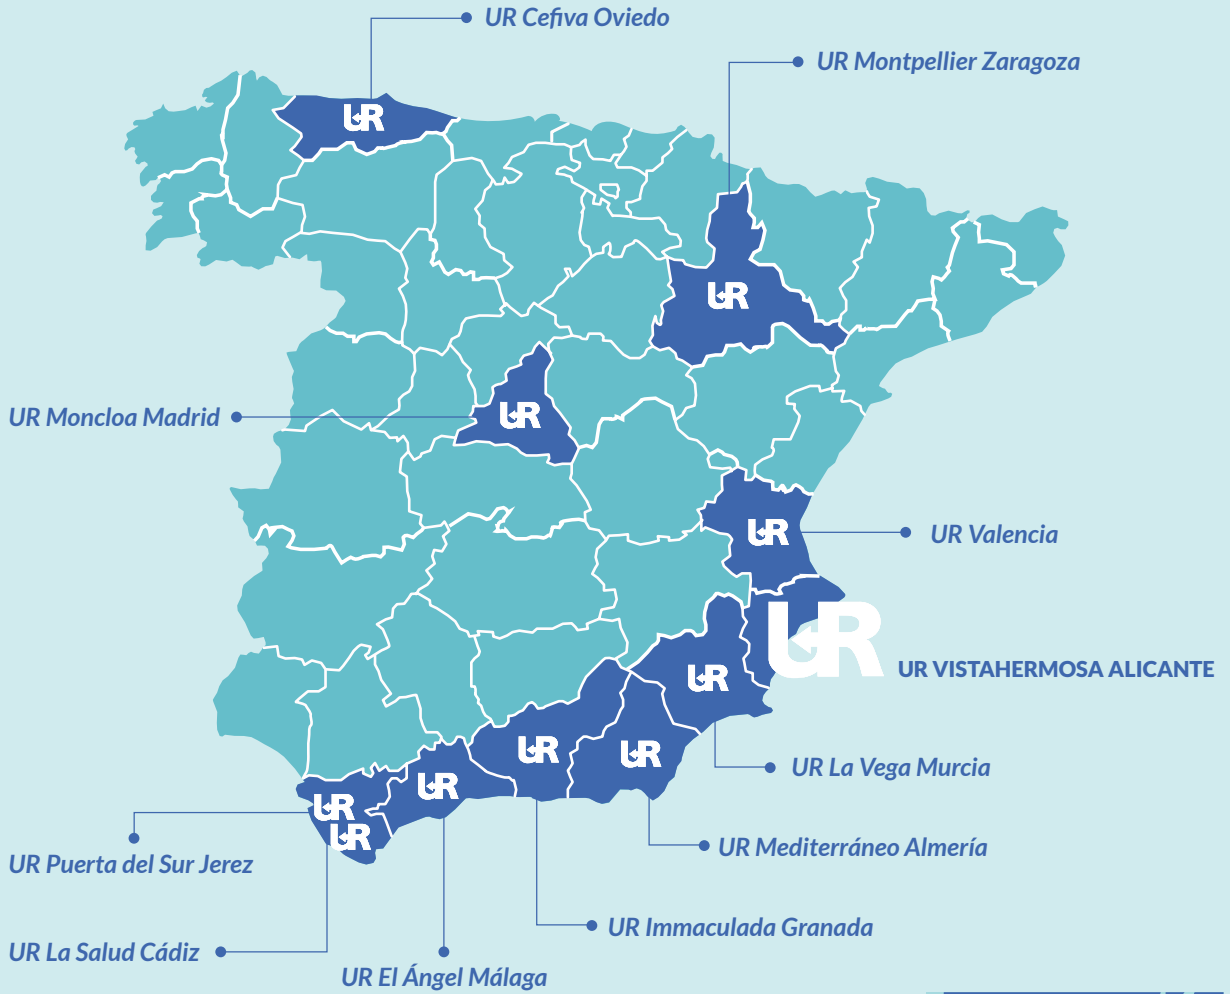 UR Cefiva Oviedo
UR Montpellier Zaragoza
UR
UR
UR Moncloa Madrid
UR
UR
UR Valencia
UR
UR VISTAHERMOSA ALICANTE
UR
UR
UR
UR La Vega Murcia
UR
UR
UR
UR Puerta del Sur Jerez
UR Mediterráneo Almería
UR Immaculada Granada
UR La Salud Cádiz
UR El Ángel Málaga